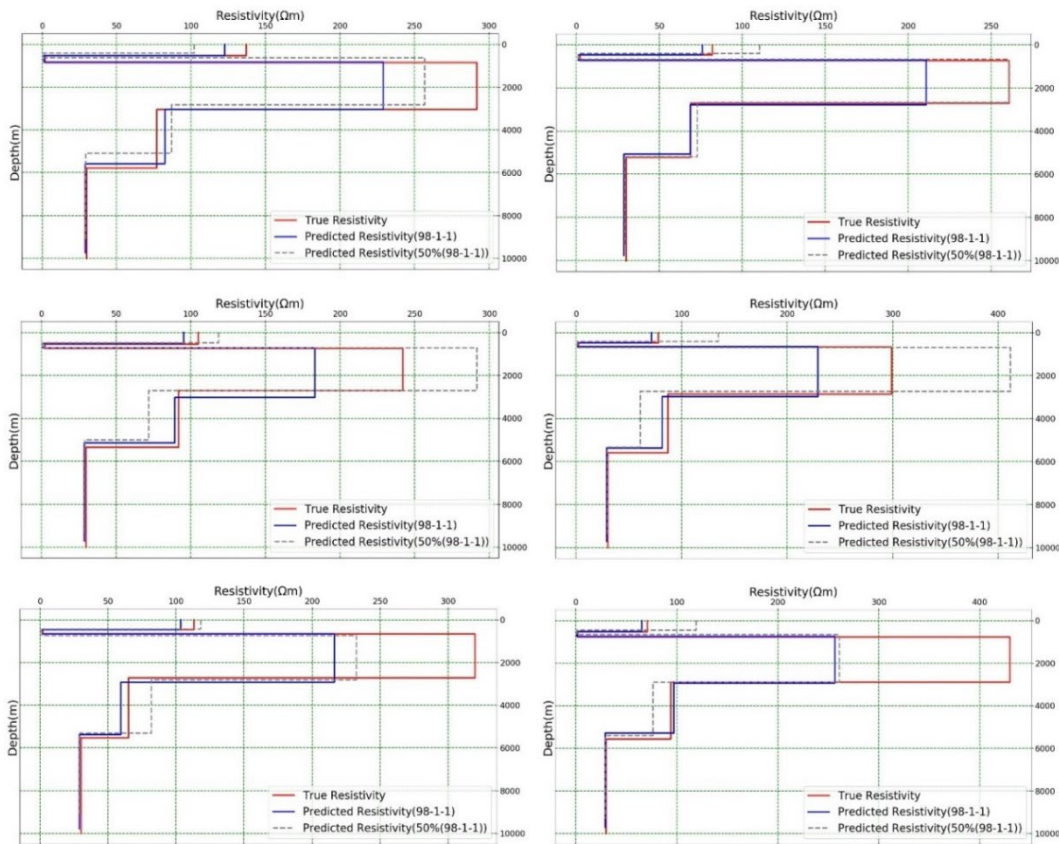 Resistivity(Ωm)
0 50 100 150 200 250 300
Depth(m)
0
2000
4000
6000
8000
10000
True Resistivity
Predicted Resistivity(98-1-1)
Predicted Resistivity(50%(98-1-1))
Resistivity(Ωm)
0 50 100 150 200 250
Depth(m)
0
2000
4000
6000
8000
10000
True Resistivity
Predicted Resistivity(98-1-1)
Predicted Resistivity(50%(98-1-1))
Resistivity(Ωm)
0 50 100 150 200 250 300
Depth(m)
0
2000
4000
6000
8000
10000
True Resistivity
Predicted Resistivity(98-1-1)
Predicted Resistivity(50%(98-1-1))
Resistivity(Ωm)
0 100 200 300 400
Depth(m)
0
2000
4000
6000
8000
10000
True Resistivity
Predicted Resistivity(98-1-1)
Predicted Resistivity(50%(98-1-1))
Resistivity(Ωm)
0 50 100 150 200 250 300
Depth(m)
0
2000
4000
6000
8000
10000
True Resistivity
Predicted Resistivity(98-1-1)
Predicted Resistivity(50%(98-1-1))
Resistivity(Ωm)
0 100 200 300 400
Depth(m)
0
2000
4000
6000
8000
10000
True Resistivity
Predicted Resistivity(98-1-1)
Predicted Resistivity(50%(98-1-1))